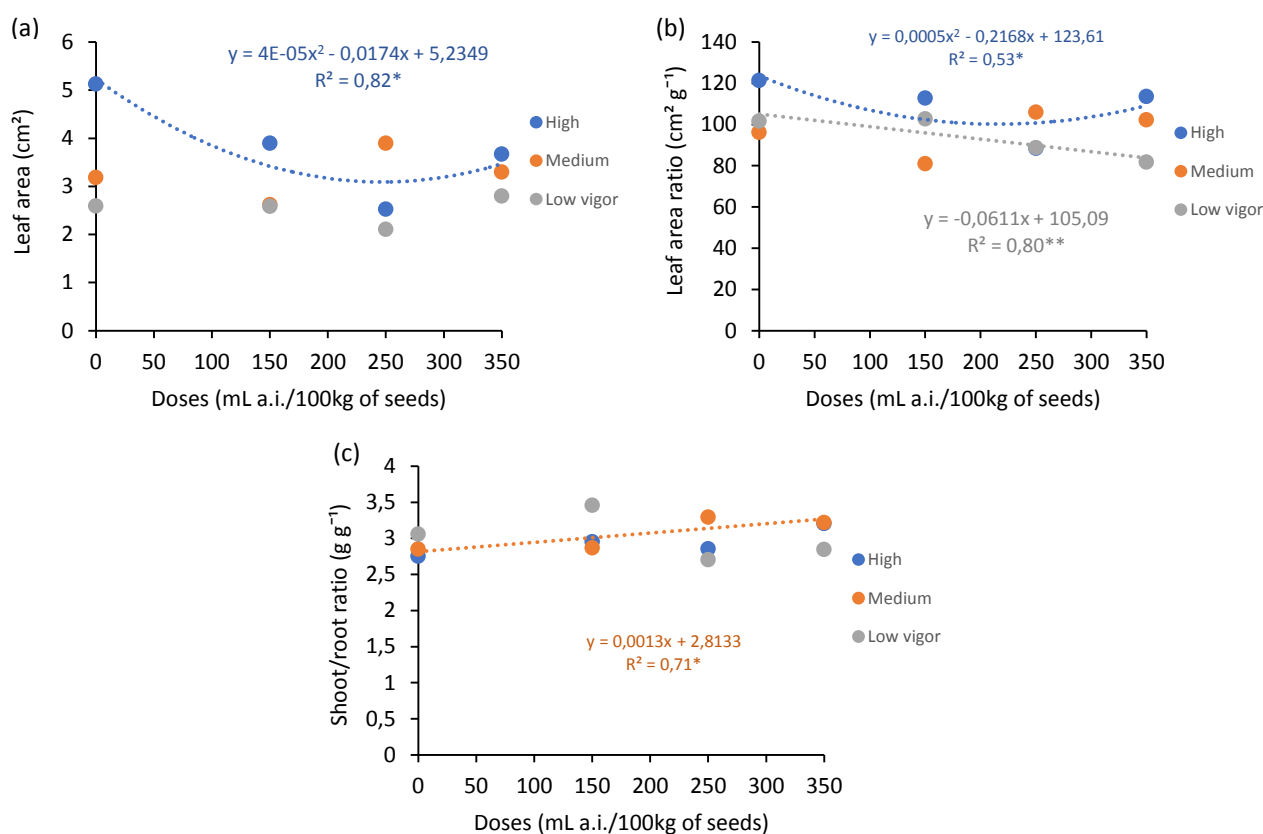 (a)
y = 4E-05x² - 0,0174x + 5,2349
R² = 0,82*
Leaf area (cm²)
6
5
4
3
2
1
0
0 50 100 150 200 250 300 350
Doses (mL a.i./100kg of seeds)
High
Medium
Low vigor
(b)
y = 0,0005x² - 0,2168x + 123,61
R² = 0,53*
Leaf area ratio (cm² g⁻¹)
140
120
100
80
60
40
20
0
y = -0,0611x + 105,09
R² = 0,80**
0 50 100 150 200 250 300 350
Doses (mL a.i./100kg of seeds)
High
Medium
Low vigor
(c)
Shoot/root ratio (g g⁻¹)
4
3,5
3
2,5
2
1,5
1
0,5
0
y = 0,0013x + 2,8133
R² = 0,71*
0 50 100 150 200 250 300 350
Doses (mL a.i./100kg of seeds)
High
Medium
Low vigor